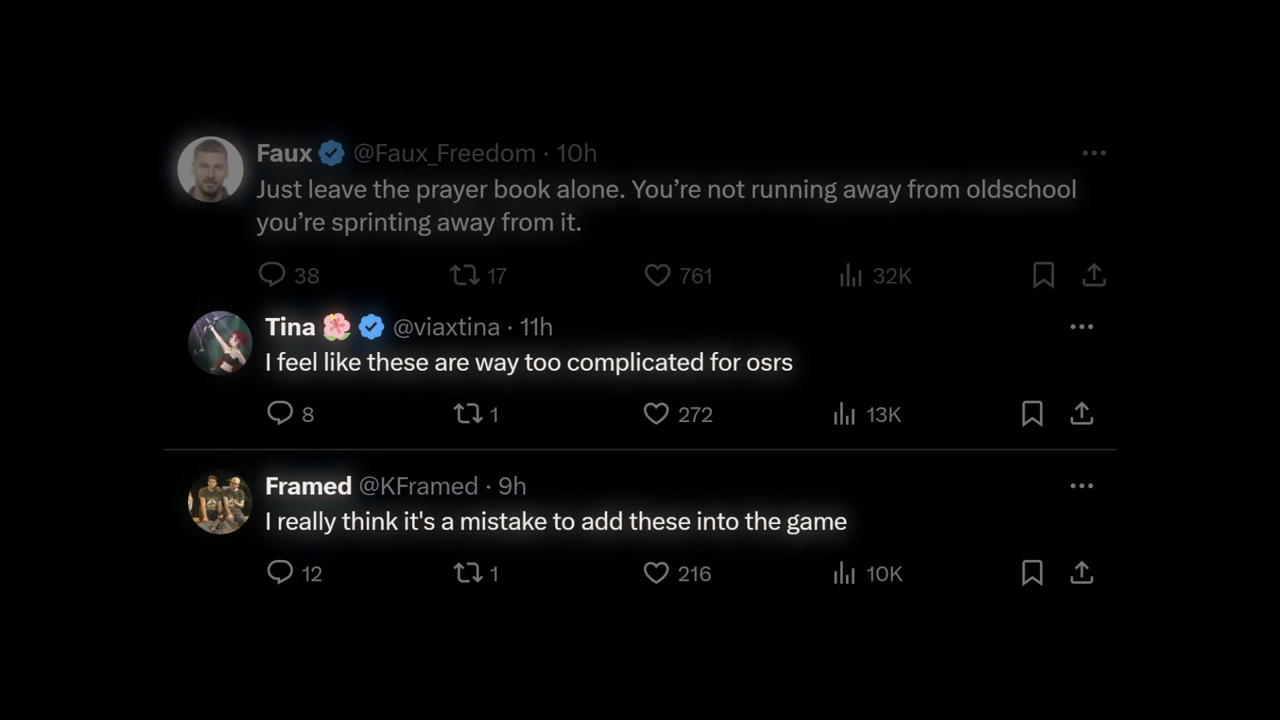 Faux @Faux_Freedom · 10h
Just leave the prayer book alone. You’re not running away from oldschool
you’re sprinting away from it.
38 17 761 32K
Tina 🌺 @viaxtina · 11h
I feel like these are way too complicated for osrs
8 1 272 13K
Framed @KFramed · 9h
I really think it's a mistake to add these into the game
12 1 216 10K